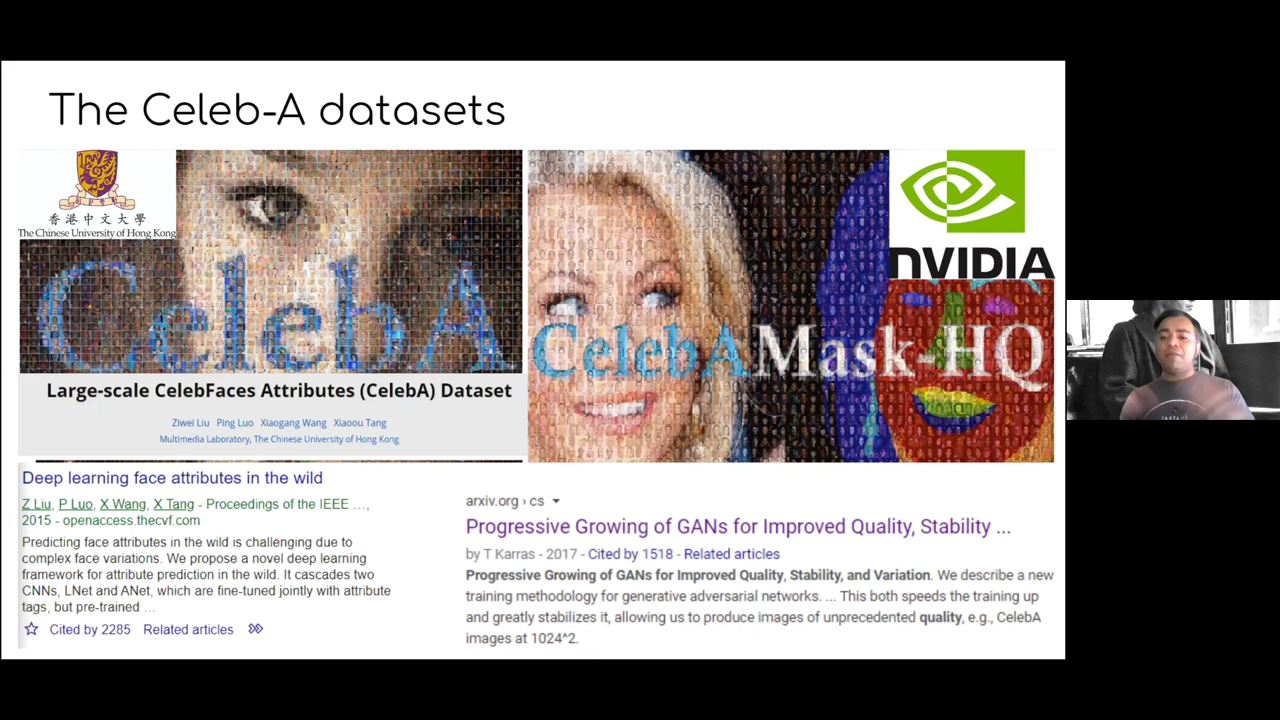 The Celeb-A datasets
香港中文大學
The Chinese University of Hong Kong
CelebA
Large-scale CelebFaces Attributes (CelebA) Dataset
Ziwei Liu Ping Luo Xiaogang Wang Xiaoou Tang
Multimedia Laboratory, The Chinese University of Hong Kong
NVIDIA
CelebAMask-HQ
Deep learning face attributes in the wild
Z Liu, P Luo, X Wang, X Tang - Proceedings of the IEEE …,
2015 - openaccess.thecvf.com
Predicting face attributes in the wild is challenging due to
complex face variations. We propose a novel deep learning
framework for attribute prediction in the wild. It cascades two
CNNs, LNet and ANet, which are fine-tuned jointly with attribute
tags, but pre-trained …
Cited by 2285 Related articles
arxiv.org › cs
Progressive Growing of GANs for Improved Quality, Stability ...
by T Karras - 2017 - Cited by 1518 - Related articles
Progressive Growing of GANs for Improved Quality, Stability, and Variation. We describe a new
training methodology for generative adversarial networks. ... This both speeds the training up
and greatly stabilizes it, allowing us to produce images of unprecedented quality, e.g., CelebA
images at 1024^2.